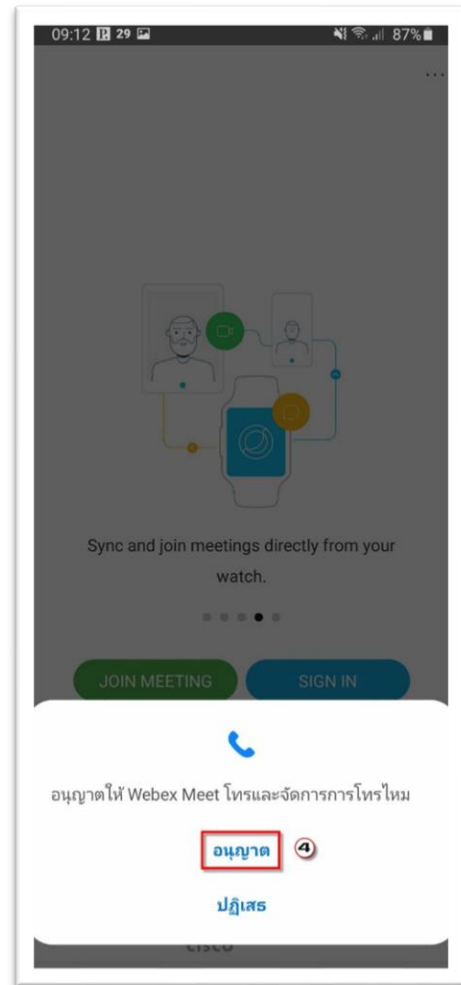 09:12 29 87%
...
Sync and join meetings directly from your
watch.
JOIN MEETING SIGN IN
อนุญาตให้ Webex Meet โทรและจัดการการโทรไหม
อนุญาต 4
ปฏิเสธ
cisco